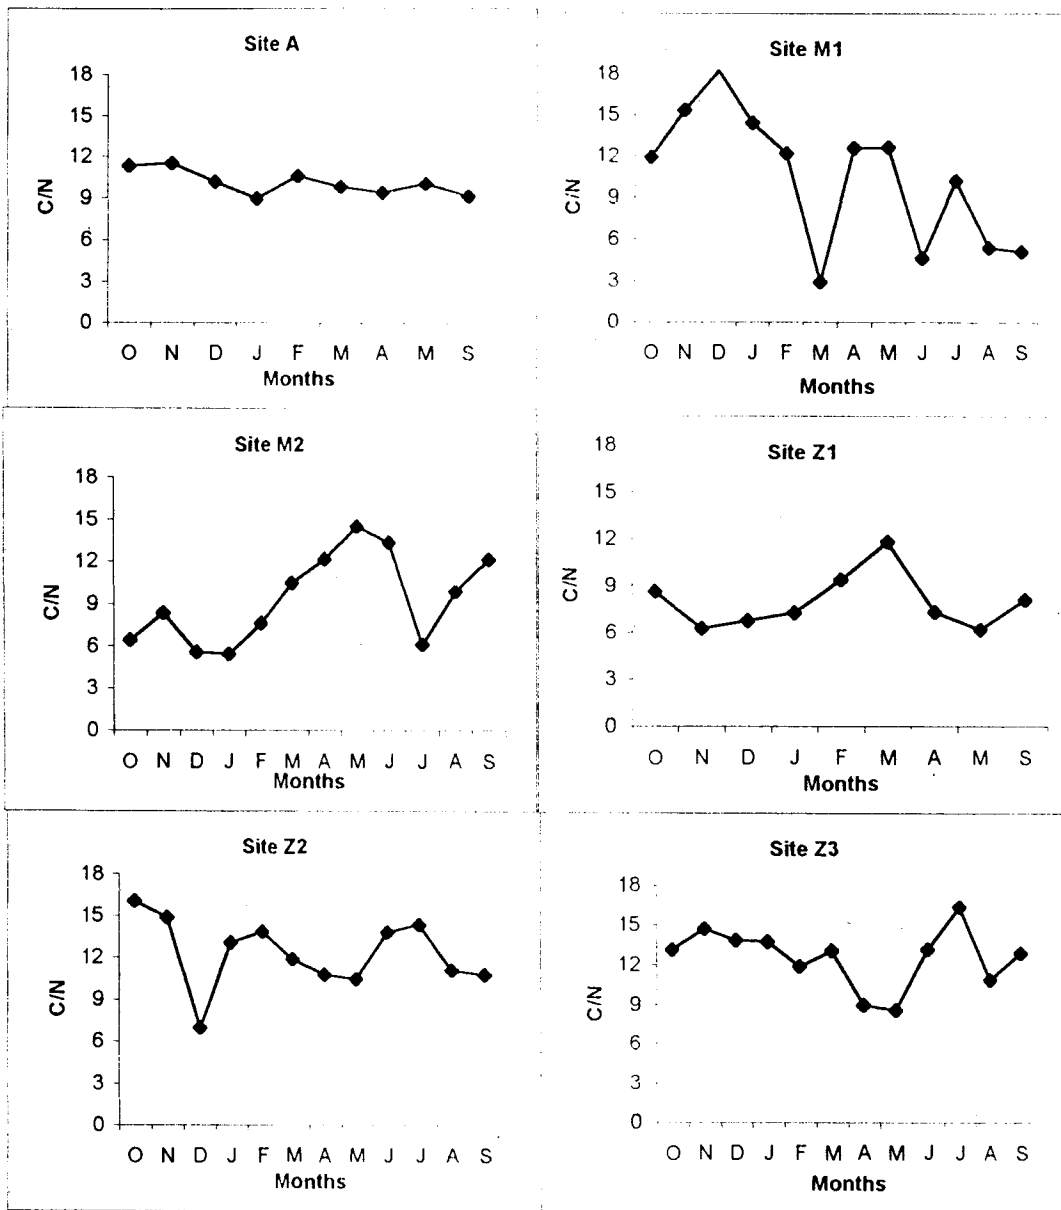 Site A
18
15
12
9
6
3
0
C/N
O N D J F M A M S
Months
Site M1
18
15
12
9
6
3
0
C/N
O N D J F M A M J J A S
Months
Site M2
18
15
12
9
6
3
0
C/N
O N D J F M A M J J A S
Months
Site Z1
18
15
12
9
6
3
0
C/N
O N D J F M A M S
Months
Site Z2
18
15
12
9
6
3
0
C/N
O N D J F M A M J J A S
Months
Site Z3
18
15
12
9
6
3
0
C/N
O N D J F M A M J J A S
Months